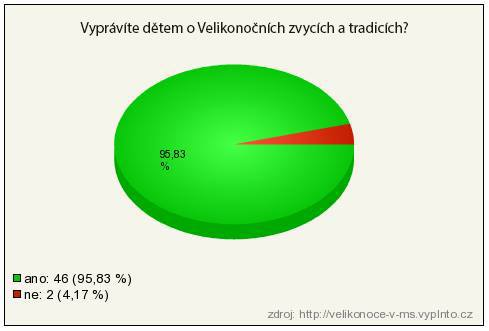 Vyprávíte dětem o Velikonočních zvycích a tradicích?
95,83
%
ano: 46 (95,83 %)
ne: 2 (4,17 %)
zdroj: http://velikonoce-v-ms.vyplnto.cz